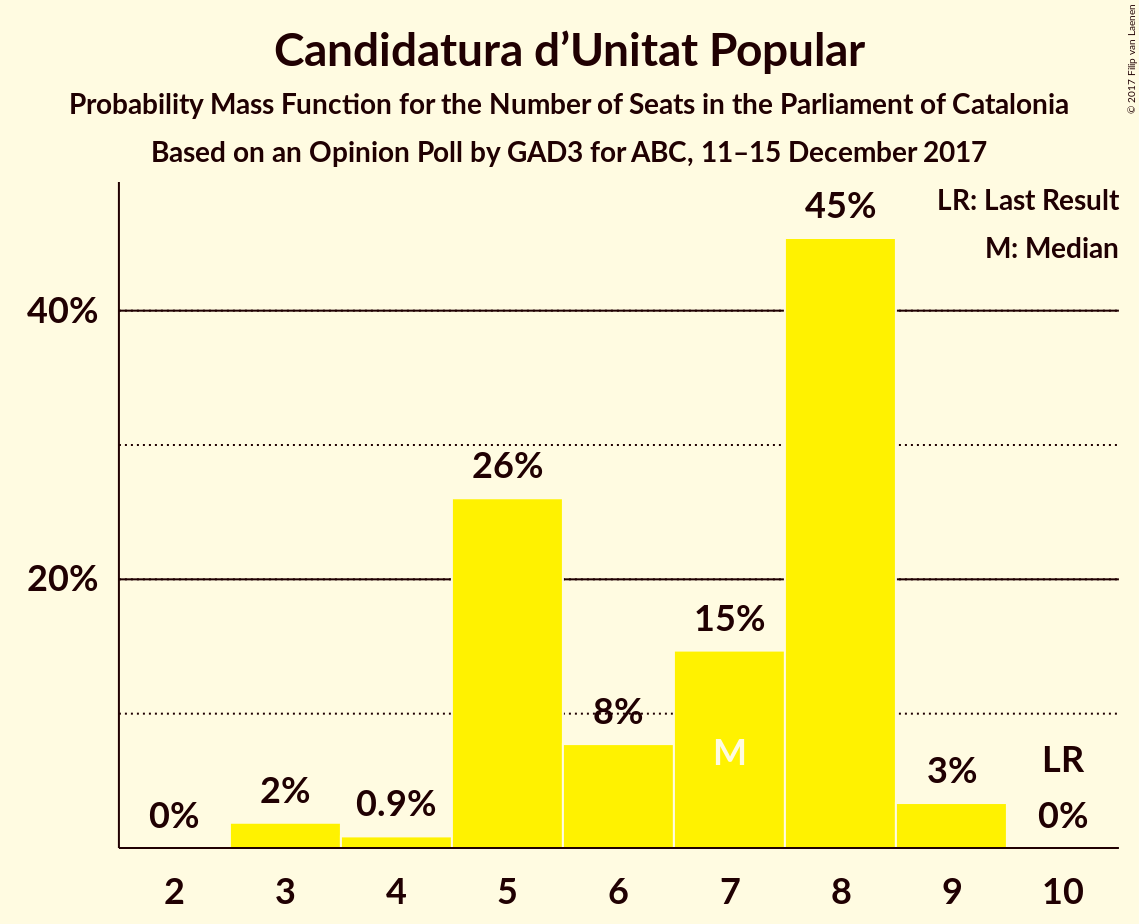 Candidatura d’Unitat Popular
Probability Mass Function for the Number of Seats in the Parliament of Catalonia
Based on an Opinion Poll by GAD3 for ABC, 11–15 December 2017
© 2017 Filip van Laenen
LR: Last Result
M: Median
40%
20%
0%
2%
0.9%
26%
8%
15%
M
45%
3%
LR
0%
2 3 4 5 6 7 8 9 10